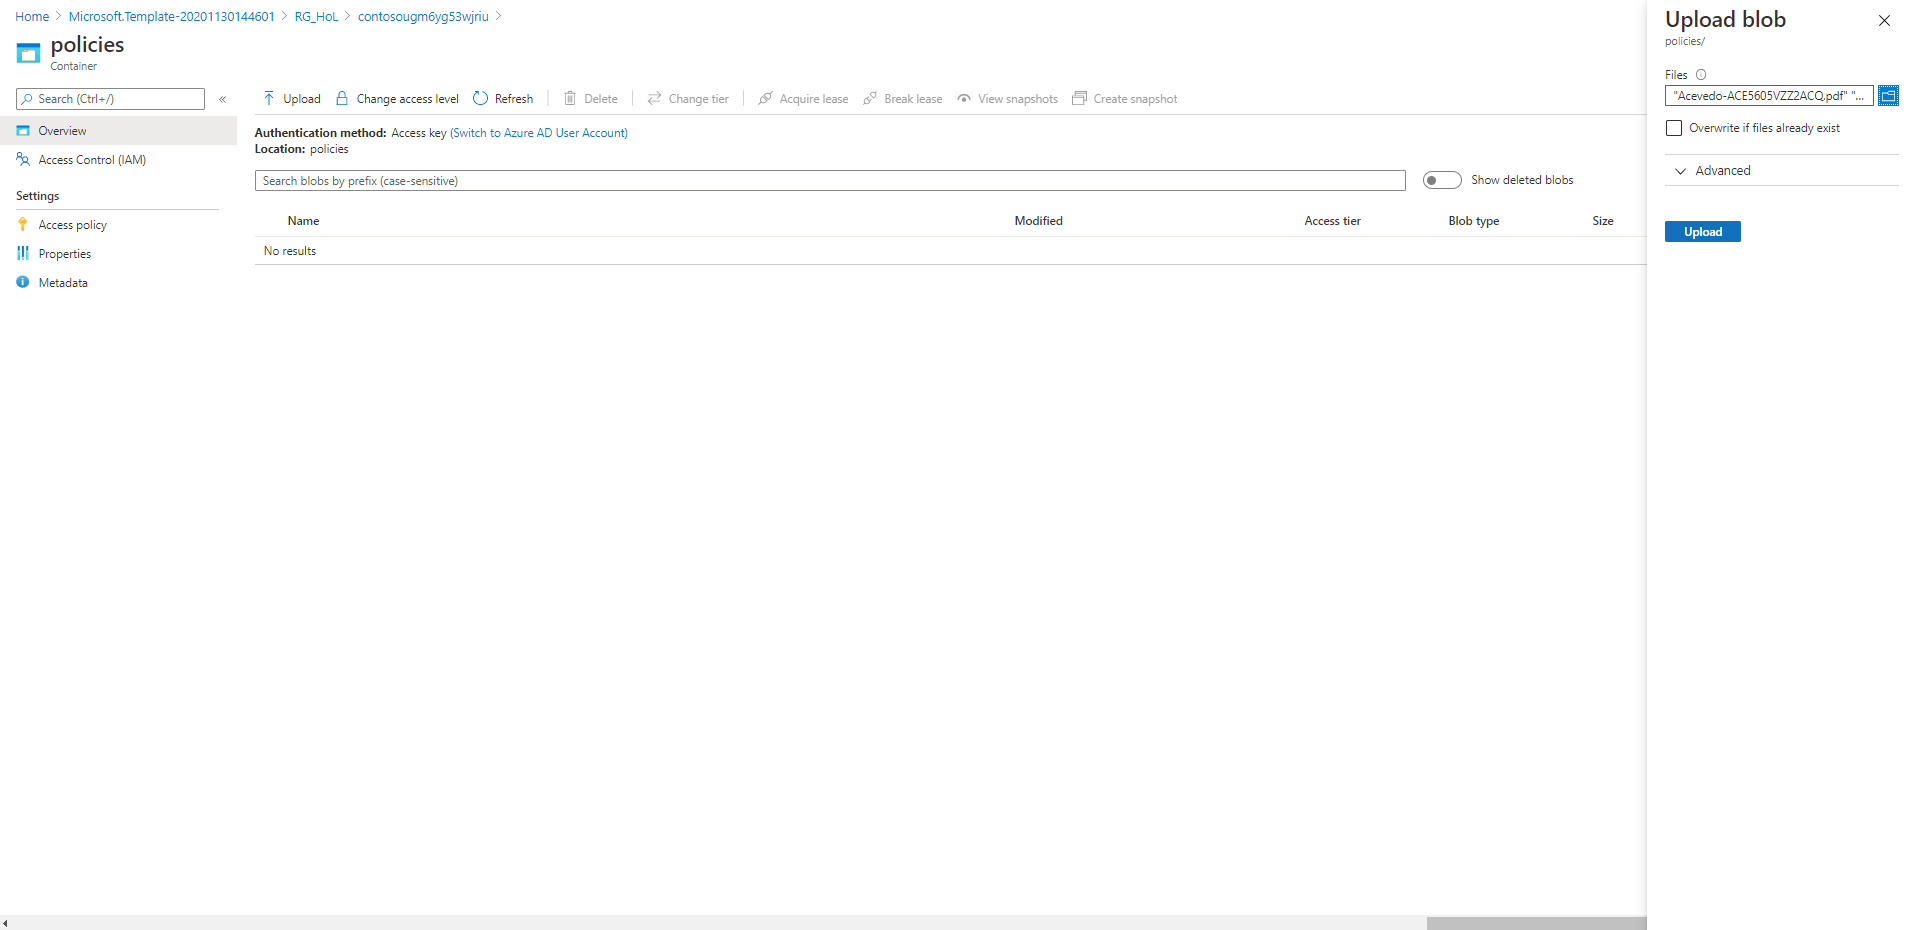 Home > Microsoft.Template-20201130144601 > RG_HoL > contosougm6yg53wjriu >
policies
Container
Search (Ctrl+/)
«
Overview
Access Control (IAM)
Settings
Access policy
Properties
Metadata
Upload Change access level Refresh Delete Change tier Acquire lease Break lease View snapshots Create snapshot
Authentication method: Access key (Switch to Azure AD User Account)
Location: policies
Search blobs by prefix (case-sensitive)
Show deleted blobs
Name Modified Access tier Blob type Size
No results
Upload blob
policies/
Files
"Acevedo-ACE5605VZZ2ACQ.pdf" "...
Overwrite if files already exist
Advanced
Upload